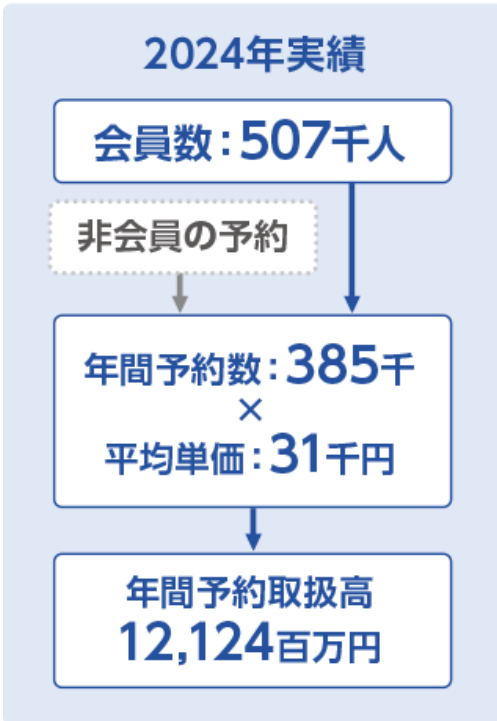 2024年実績
会員数：507千人
非会員の予約
年間予約数：385千
×
平均単価：31千円
年間予約取扱高
12,124百万円